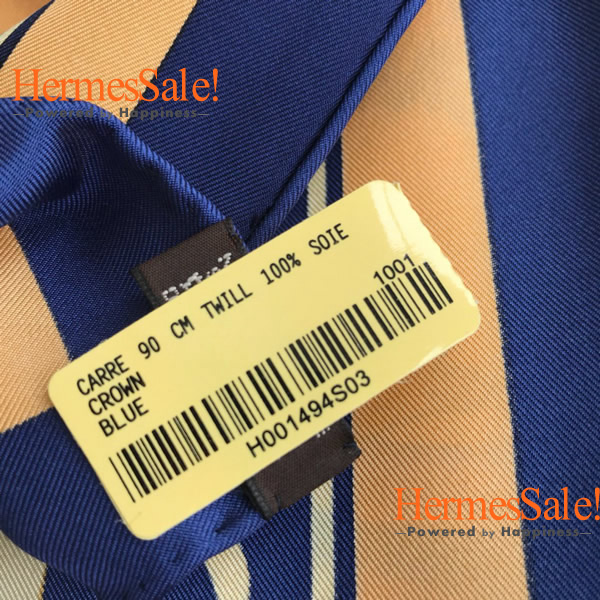 HermesSale!
—Powered by Happiness—
CARRE 90 CM TWILL 100% SOIE
CROWN
BLUE
1001
H001494S03
HermesSale!
—Powered by Happiness—